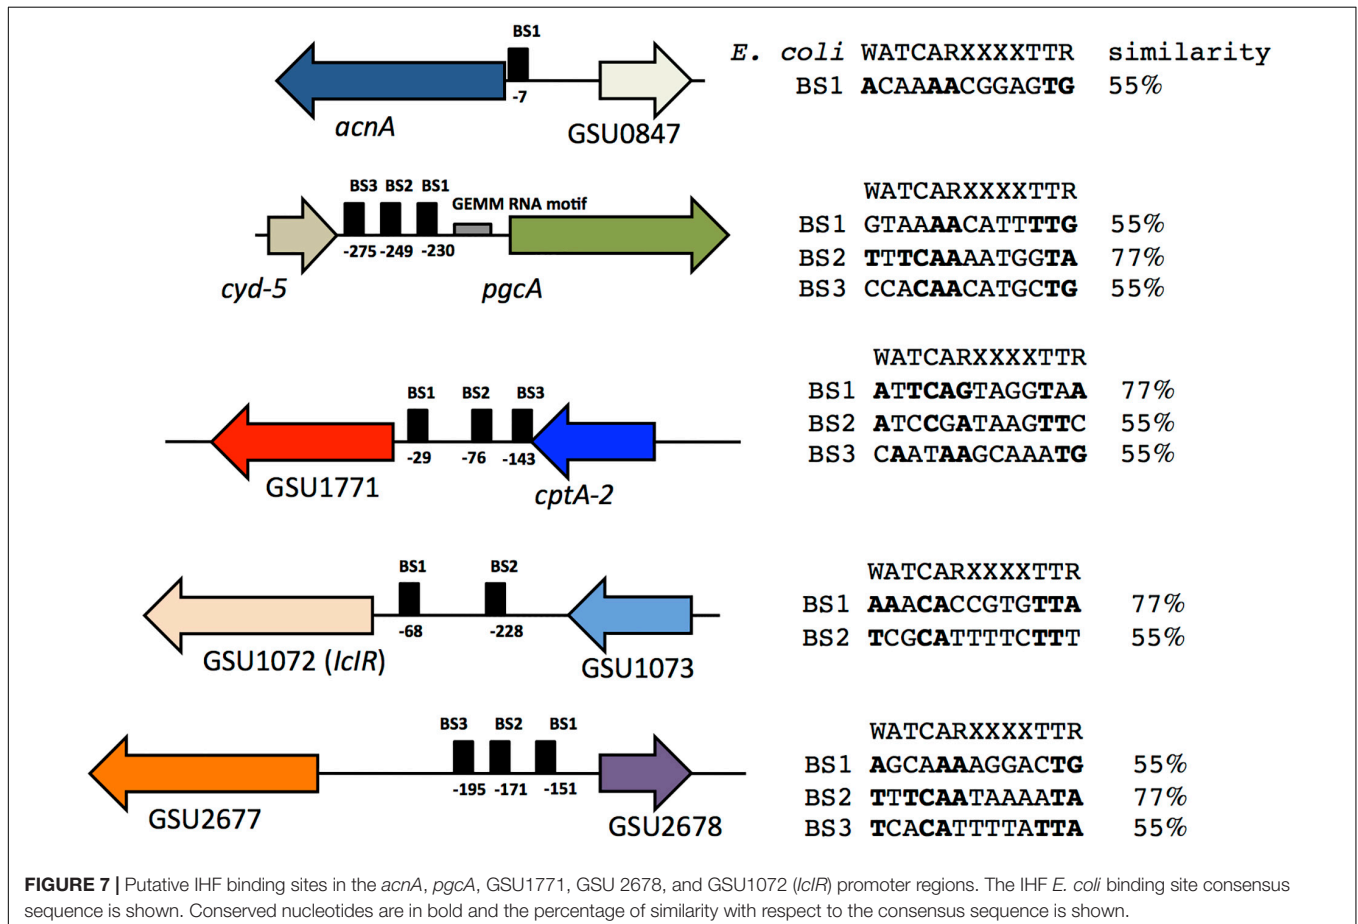 BS1
E. coli WATCARXXXXTTR similarity
BS1 ACAAAACGGAGTG 55%
-7
acnA
GSU0847
BS3 BS2 BS1
GEMM RNA motif
-275 -249 -230
cyd-5
pgcA
WATCARXXXXTTR
BS1 GTAAAACATTTTG 55%
BS2 TTTCAAAATGGTA 77%
BS3 CCACAACATGCTG 55%
BS1 BS2 BS3
-29 -76 -143
GSU1771
cptA-2
WATCARXXXXTTR
BS1 ATTCAGTAGGTAA 77%
BS2 ATCCGATAAGTTC 55%
BS3 CAATAAGCAAATG 55%
BS1 BS2
-68 -228
GSU1072 (lclR)
GSU1073
WATCARXXXXTTR
BS1 AAACACCGTGTTA 77%
BS2 TCGCATTTTCTTT 55%
BS3 BS2 BS1
-195 -171 -151
GSU2677
GSU2678
WATCARXXXXTTR
BS1 AGCAAAAGGACTG 55%
BS2 TTTCAATAAAATA 77%
BS3 TCACATTTTATTA 55%
FIGURE 7 | Putative IHF binding sites in the acnA, pgcA, GSU1771, GSU 2678, and GSU1072 (lclR) promoter regions. The IHF E. coli binding site consensus
sequence is shown. Conserved nucleotides are in bold and the percentage of similarity with respect to the consensus sequence is shown.